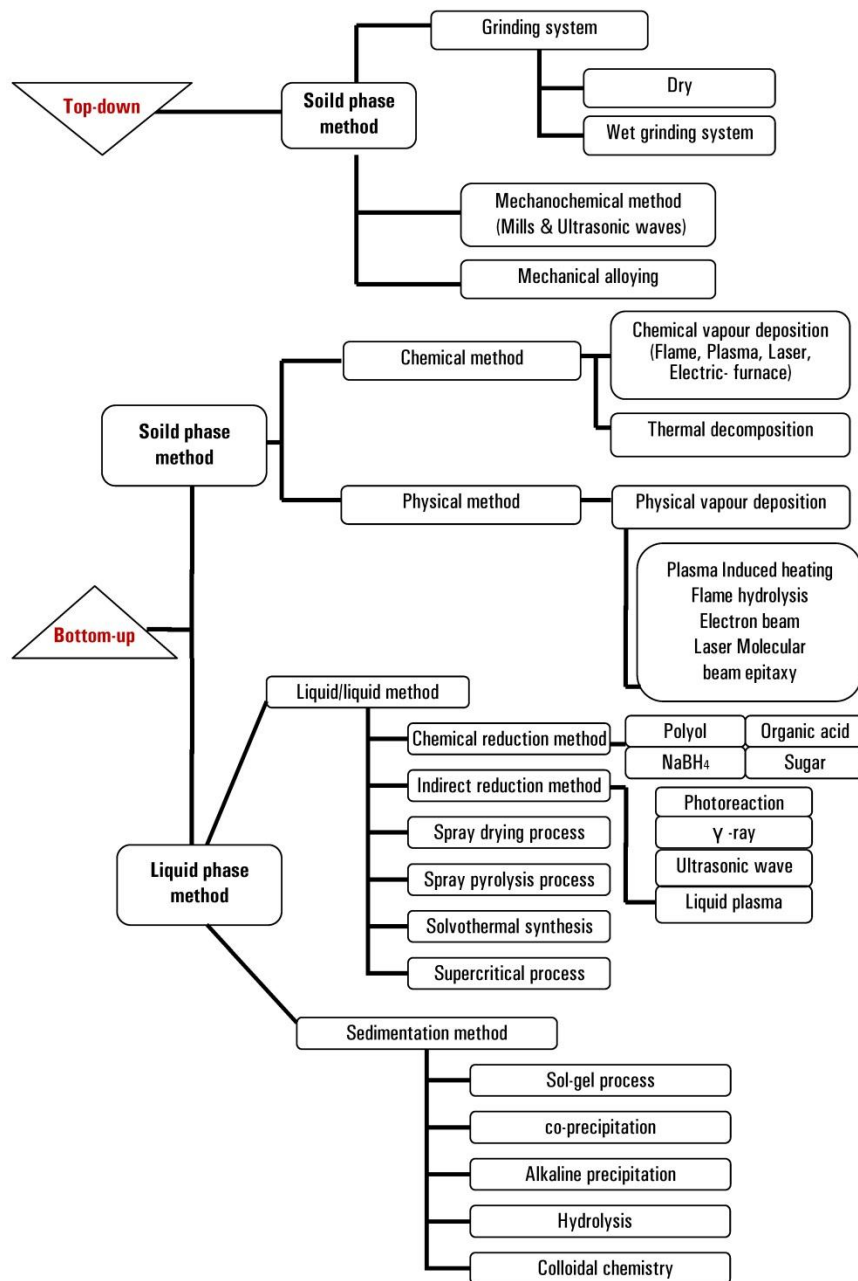 Grinding system
Top-down
Soild phase
method
Dry
Wet grinding system
Mechanochemical method
(Mills & Ultrasonic waves)
Mechanical alloying
Chemical method
Chemical vapour deposition
(Flame, Plasma, Laser,
Electric- furnace)
Thermal decomposition
Soild phase
method
Physical method
Physical vapour deposition
Plasma Induced heating
Flame hydrolysis
Electron beam
Laser Molecular
beam epitaxy
Bottom-up
Liquid/liquid method
Chemical reduction method
Polyol
Organic acid
NaBH₄
Sugar
Indirect reduction method
Photoreaction
γ -ray
Ultrasonic wave
Liquid plasma
Spray drying process
Spray pyrolysis process
Solvothermal synthesis
Supercritical process
Liquid phase
method
Sedimentation method
Sol-gel process
co-precipitation
Alkaline precipitation
Hydrolysis
Colloidal chemistry